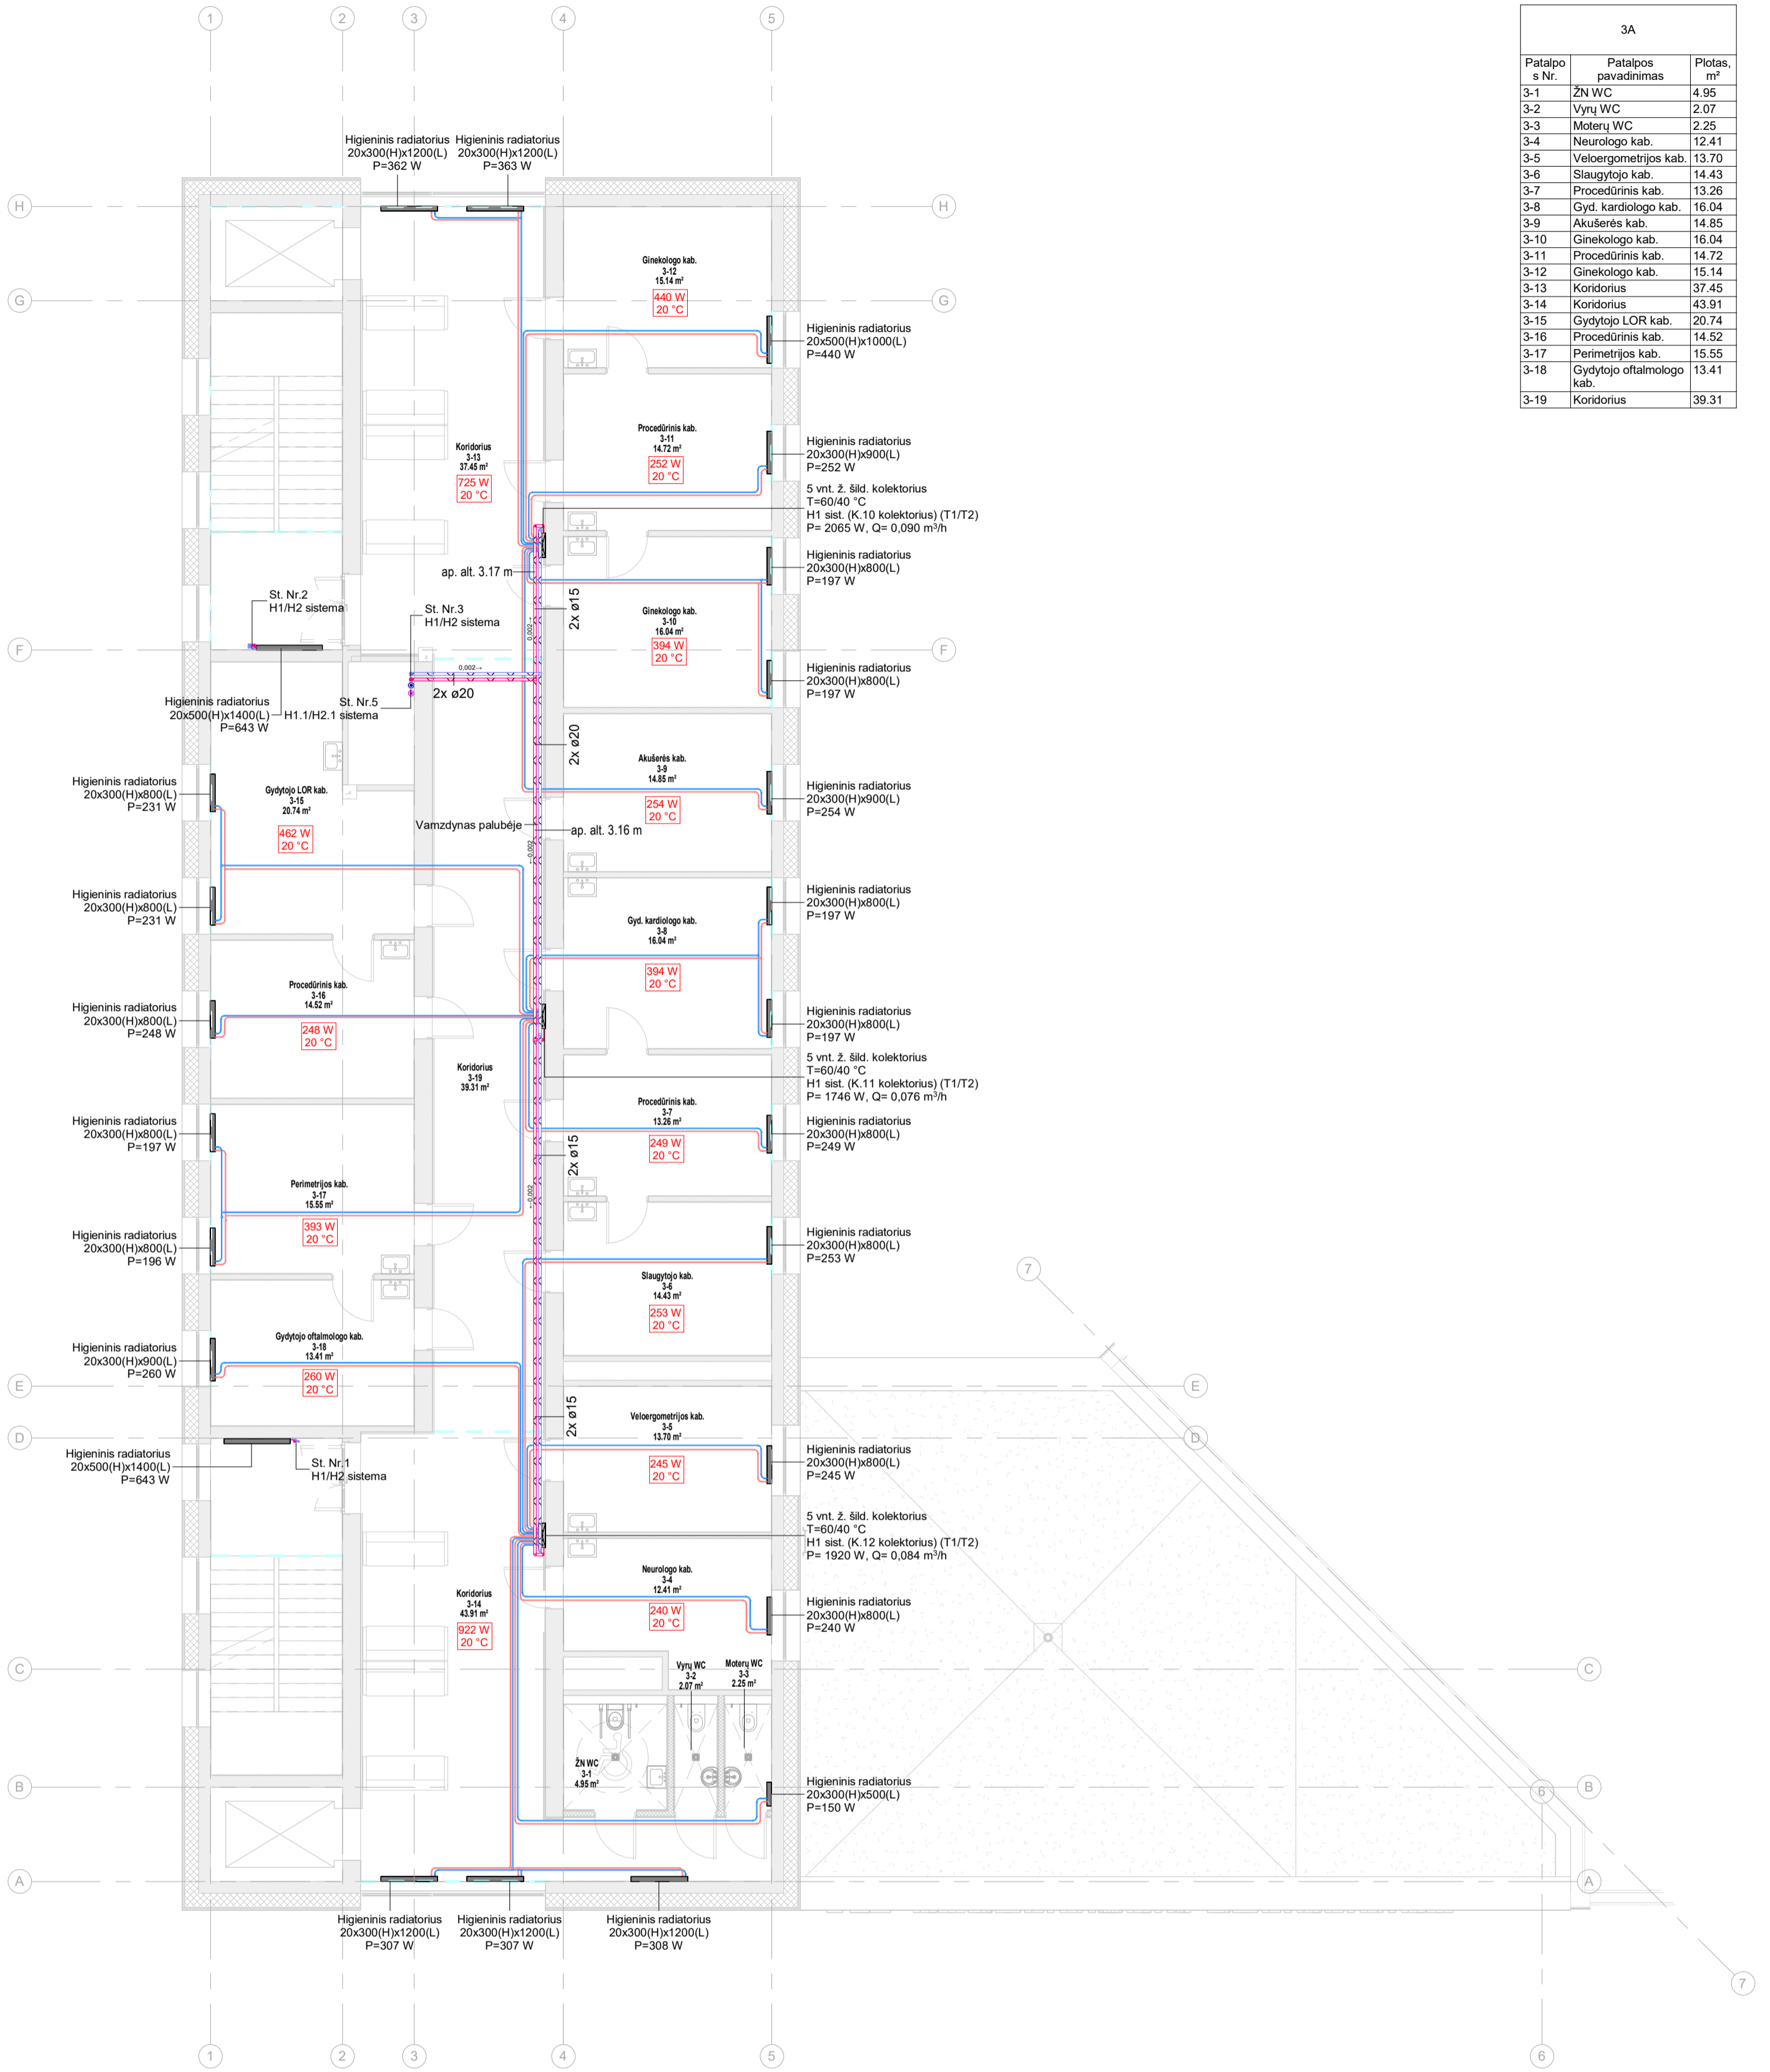 1
2
3
4
5
3A
Patalpo
s Nr.
Patalpos
pavadinimas
Plotas,
m²
3-1 ŽN WC 4.95
3-2 Vyrų WC 2.07
3-3 Moterų WC 2.25
3-4 Neurologo kab. 12.41
3-5 Veloergometrijos kab. 13.70
3-6 Slaugytojo kab. 14.43
3-7 Procedūrinis kab. 13.26
3-8 Gyd. kardiologo kab. 16.04
3-9 Akušerės kab. 14.85
3-10 Ginekologo kab. 16.04
3-11 Procedūrinis kab. 14.72
3-12 Ginekologo kab. 15.14
3-13 Koridorius 37.45
3-14 Koridorius 43.91
3-15 Gydytojo LOR kab. 20.74
3-16 Procedūrinis kab. 14.52
3-17 Perimetrijos kab. 15.55
3-18 Gydytojo oftalmologo 13.41
kab.
3-19 Koridorius 39.31
Higieninis radiatorius
20x300(H)x1200(L)
P=362 W
Higieninis radiatorius
20x300(H)x1200(L)
P=363 W
H
H
G
G
Ginekologo kab.
3-12
15.14 m²
440 W
20 °C
Higieninis radiatorius
20x500(H)x1000(L)
P=440 W
Koridorius
3-13
37.45 m²
725 W
20 °C
Procedūrinis kab.
3-11
14.72 m²
252 W
20 °C
Higieninis radiatorius
20x300(H)x900(L)
P=252 W
5 vnt. ž. šild. kolektorius
T=60/40 °C
H1 sist. (K.10 kolektorius) (T1/T2)
P= 2065 W, Q= 0,090 m³/h
ap. alt. 3.17 m
2x ø15
0,002→
Higieninis radiatorius
20x300(H)x800(L)
P=197 W
St. Nr.2
H1/H2 sistema
St. Nr.3
H1/H2 sistema
Ginekologo kab.
3-10
16.04 m²
394 W
20 °C
F
F
0,002→
2x ø20
Higieninis radiatorius
20x300(H)x800(L)
P=197 W
Higieninis radiatorius
20x500(H)x1400(L)
P=643 W
St. Nr.5
H1.1/H2.1 sistema
2x ø20
Akušerės kab.
3-9
14.85 m²
254 W
20 °C
Higieninis radiatorius
20x300(H)x900(L)
P=254 W
Higieninis radiatorius
20x300(H)x800(L)
P=231 W
Gydytojo LOR kab.
3-15
20.74 m²
462 W
20 °C
Vamzdynas palubėje
ap. alt. 3.16 m
←0,002
Higieninis radiatorius
20x300(H)x800(L)
P=231 W
Higieninis radiatorius
20x300(H)x800(L)
P=197 W
Gyd. kardiologo kab.
3-8
16.04 m²
394 W
20 °C
Procedūrinis kab.
3-16
14.52 m²
248 W
20 °C
Higieninis radiatorius
20x300(H)x800(L)
P=248 W
Higieninis radiatorius
20x300(H)x800(L)
P=197 W
5 vnt. ž. šild. kolektorius
T=60/40 °C
H1 sist. (K.11 kolektorius) (T1/T2)
P= 1746 W, Q= 0,076 m³/h
Koridorius
3-19
39.31 m²
Procedūrinis kab.
3-7
13.26 m²
249 W
20 °C
Higieninis radiatorius
20x300(H)x800(L)
P=249 W
Higieninis radiatorius
20x300(H)x800(L)
P=197 W
2x ø15
←0,002
Perimetrijos kab.
3-17
15.55 m²
393 W
20 °C
Higieninis radiatorius
20x300(H)x800(L)
P=196 W
Higieninis radiatorius
20x300(H)x800(L)
P=253 W
Slaugytojo kab.
3-6
14.43 m²
253 W
20 °C
7
Gydytojo oftalmologo kab.
3-18
13.41 m²
260 W
20 °C
Higieninis radiatorius
20x300(H)x900(L)
P=260 W
E
E
2x ø15
Veloergometrijos kab.
3-5
13.70 m²
245 W
20 °C
D
D
Higieninis radiatorius
20x500(H)x1400(L)
P=643 W
St. Nr.1
H1/H2 sistema
Higieninis radiatorius
20x300(H)x800(L)
P=245 W
5 vnt. ž. šild. kolektorius
T=60/40 °C
H1 sist. (K.12 kolektorius) (T1/T2)
P= 1920 W, Q= 0,084 m³/h
Neurologo kab.
3-4
12.41 m²
240 W
20 °C
Koridorius
3-14
43.91 m²
922 W
20 °C
Higieninis radiatorius
20x300(H)x800(L)
P=240 W
C
C
Vyrų WC
3-2
2.07 m²
Moterų WC
3-3
2.25 m²
ŽN WC
3-1
4.95 m²
B
B
6
Higieninis radiatorius
20x300(H)x500(L)
P=150 W
A
A
Higieninis radiatorius
20x300(H)x1200(L)
P=307 W
Higieninis radiatorius
20x300(H)x1200(L)
P=307 W
Higieninis radiatorius
20x300(H)x1200(L)
P=308 W
7
1
2
3
4
5
6